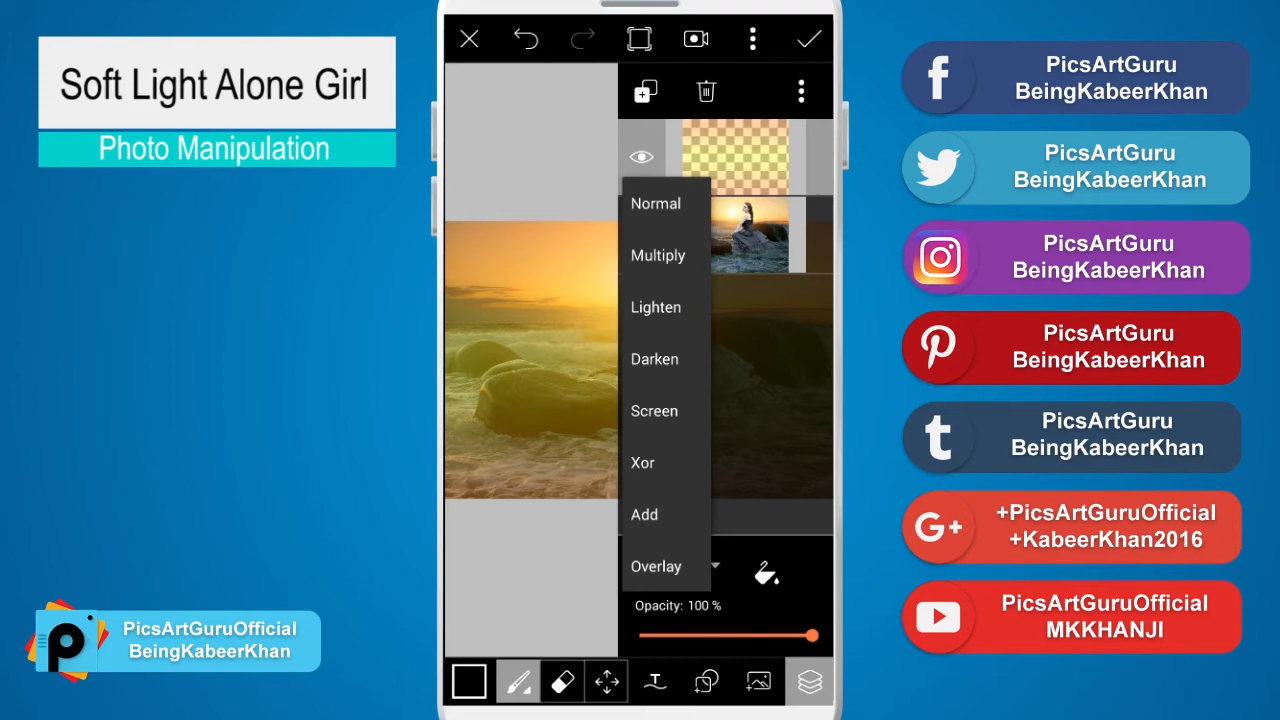 Soft Light Alone Girl
Photo Manipulation
Normal
Multiply
Lighten
Darken
Screen
Xor
Add
Overlay
Opacity: 100 %
PicsArtGuru
BeingKabeerKhan
PicsArtGuru
BeingKabeerKhan
PicsArtGuru
BeingKabeerKhan
PicsArtGuru
BeingKabeerKhan
PicsArtGuru
BeingKabeerKhan
+PicsArtGuruOfficial
+KabeerKhan2016
PicsArtGuruOfficial
MKKHANJI
PicsArtGuruOfficial
BeingKabeerKhan